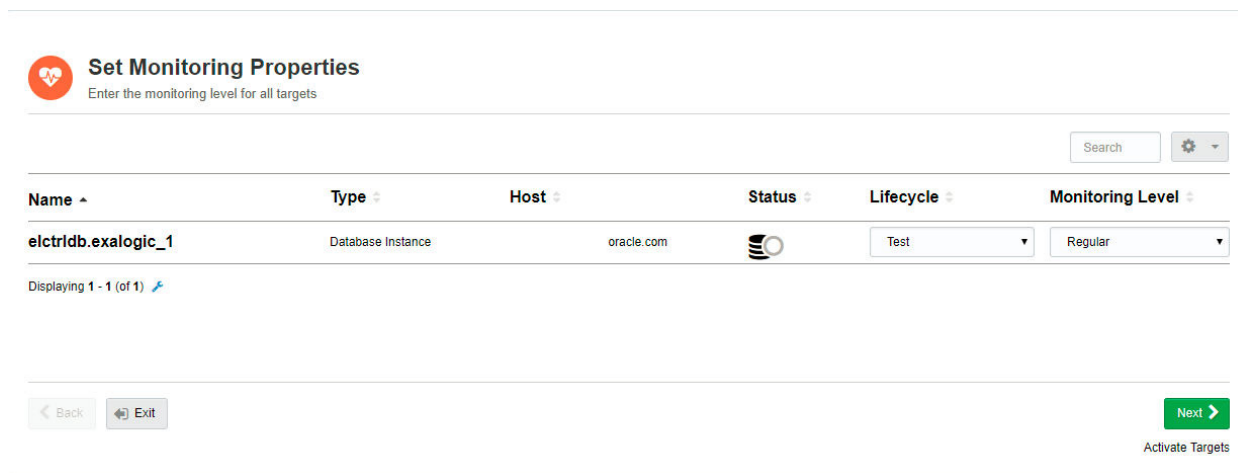 Set Monitoring Properties
Enter the monitoring level for all targets
Search
Name Type Host Status Lifecycle Monitoring Level
elctrldb.exalogic_1 Database Instance oracle.com Test Regular
Displaying 1 - 1 (of 1)
Back Exit Next
Activate Targets